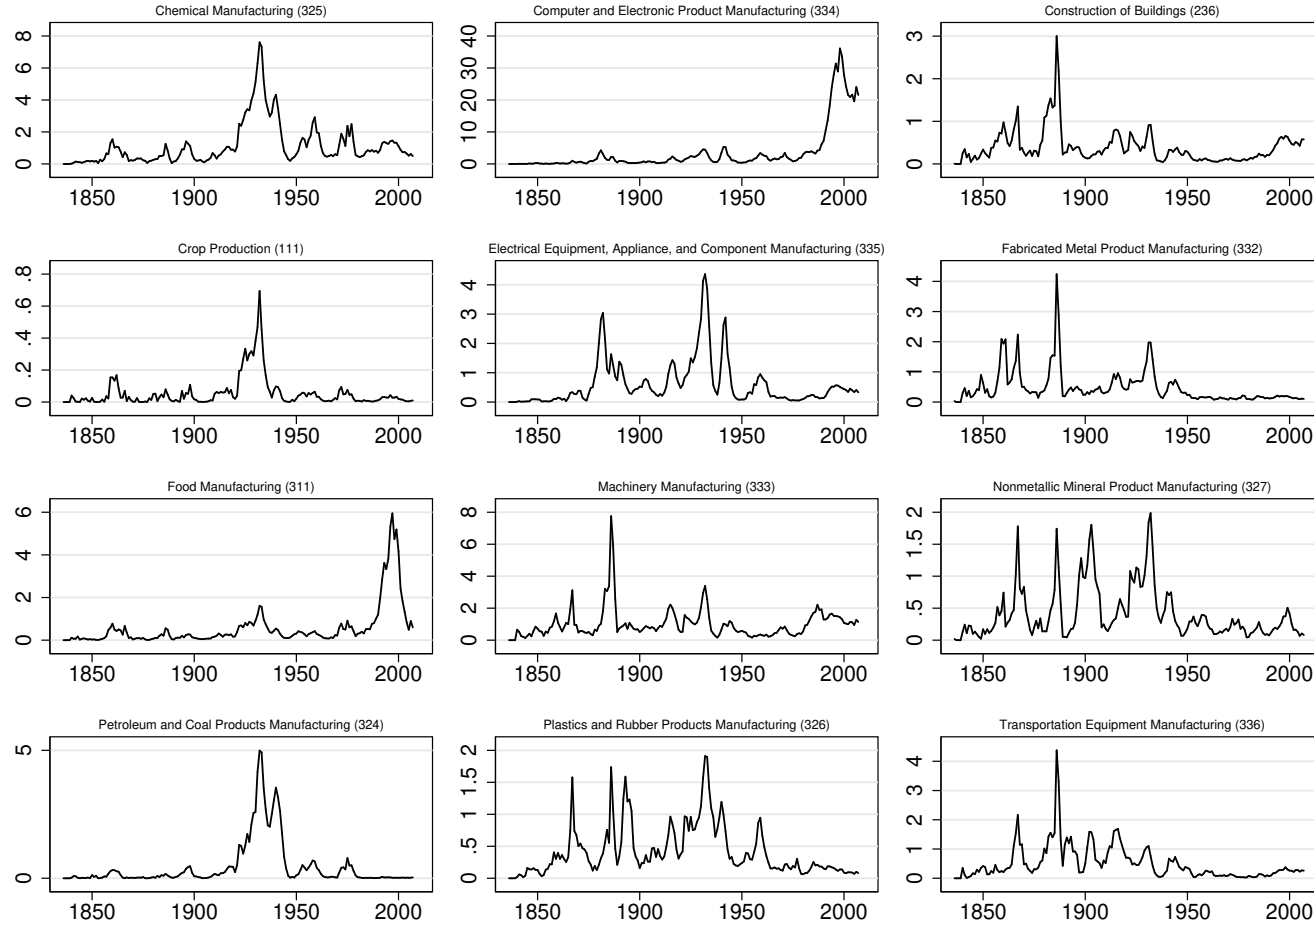 Chemical Manufacturing (325)
8
6
4
2
0
1850 1900 1950 2000
Computer and Electronic Product Manufacturing (334)
40
30
20
10
0
1850 1900 1950 2000
Construction of Buildings (236)
3
2
1
0
1850 1900 1950 2000
Crop Production (111)
.8
.6
.4
.2
0
1850 1900 1950 2000
Electrical Equipment, Appliance, and Component Manufacturing (335)
4
3
2
1
0
1850 1900 1950 2000
Fabricated Metal Product Manufacturing (332)
4
3
2
1
0
1850 1900 1950 2000
Food Manufacturing (311)
6
4
2
0
1850 1900 1950 2000
Machinery Manufacturing (333)
8
6
4
2
0
1850 1900 1950 2000
Nonmetallic Mineral Product Manufacturing (327)
2
1.5
1
.5
0
1850 1900 1950 2000
Petroleum and Coal Products Manufacturing (324)
5
0
1850 1900 1950 2000
Plastics and Rubber Products Manufacturing (326)
2
1.5
1
.5
0
1850 1900 1950 2000
Transportation Equipment Manufacturing (336)
4
3
2
1
0
1850 1900 1950 2000